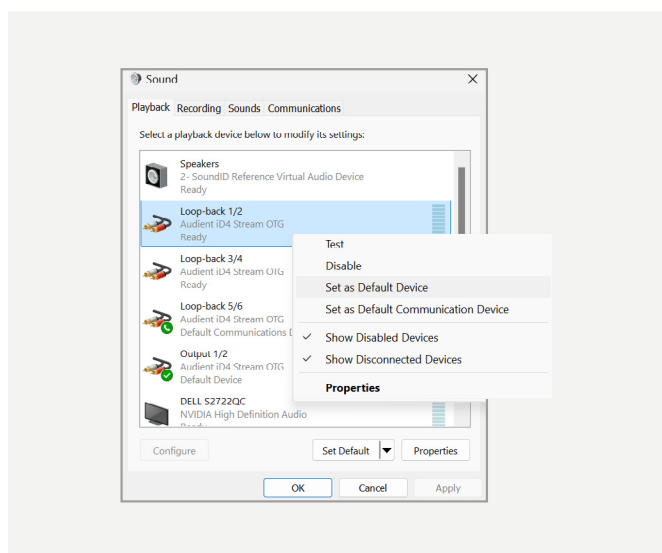 Sound
Playback Recording Sounds Communications
Select a playback device below to modify its settings:
Speakers
2- SoundID Reference Virtual Audio Device
Ready
Loop-back 1/2
Audient iD4 Stream OTG
Ready
Loop-back 3/4
Audient iD4 Stream OTG
Ready
Loop-back 5/6
Audient iD4 Stream OTG
Default Communications
Output 1/2
Audient iD4 Stream OTG
Default Device
DELL S2722QC
NVIDIA High Definition Audio
Ready
Test
Disable
Set as Default Device
Set as Default Communication Device
Show Disabled Devices
Show Disconnected Devices
Properties
Configure
Set Default
Properties
OK
Cancel
Apply